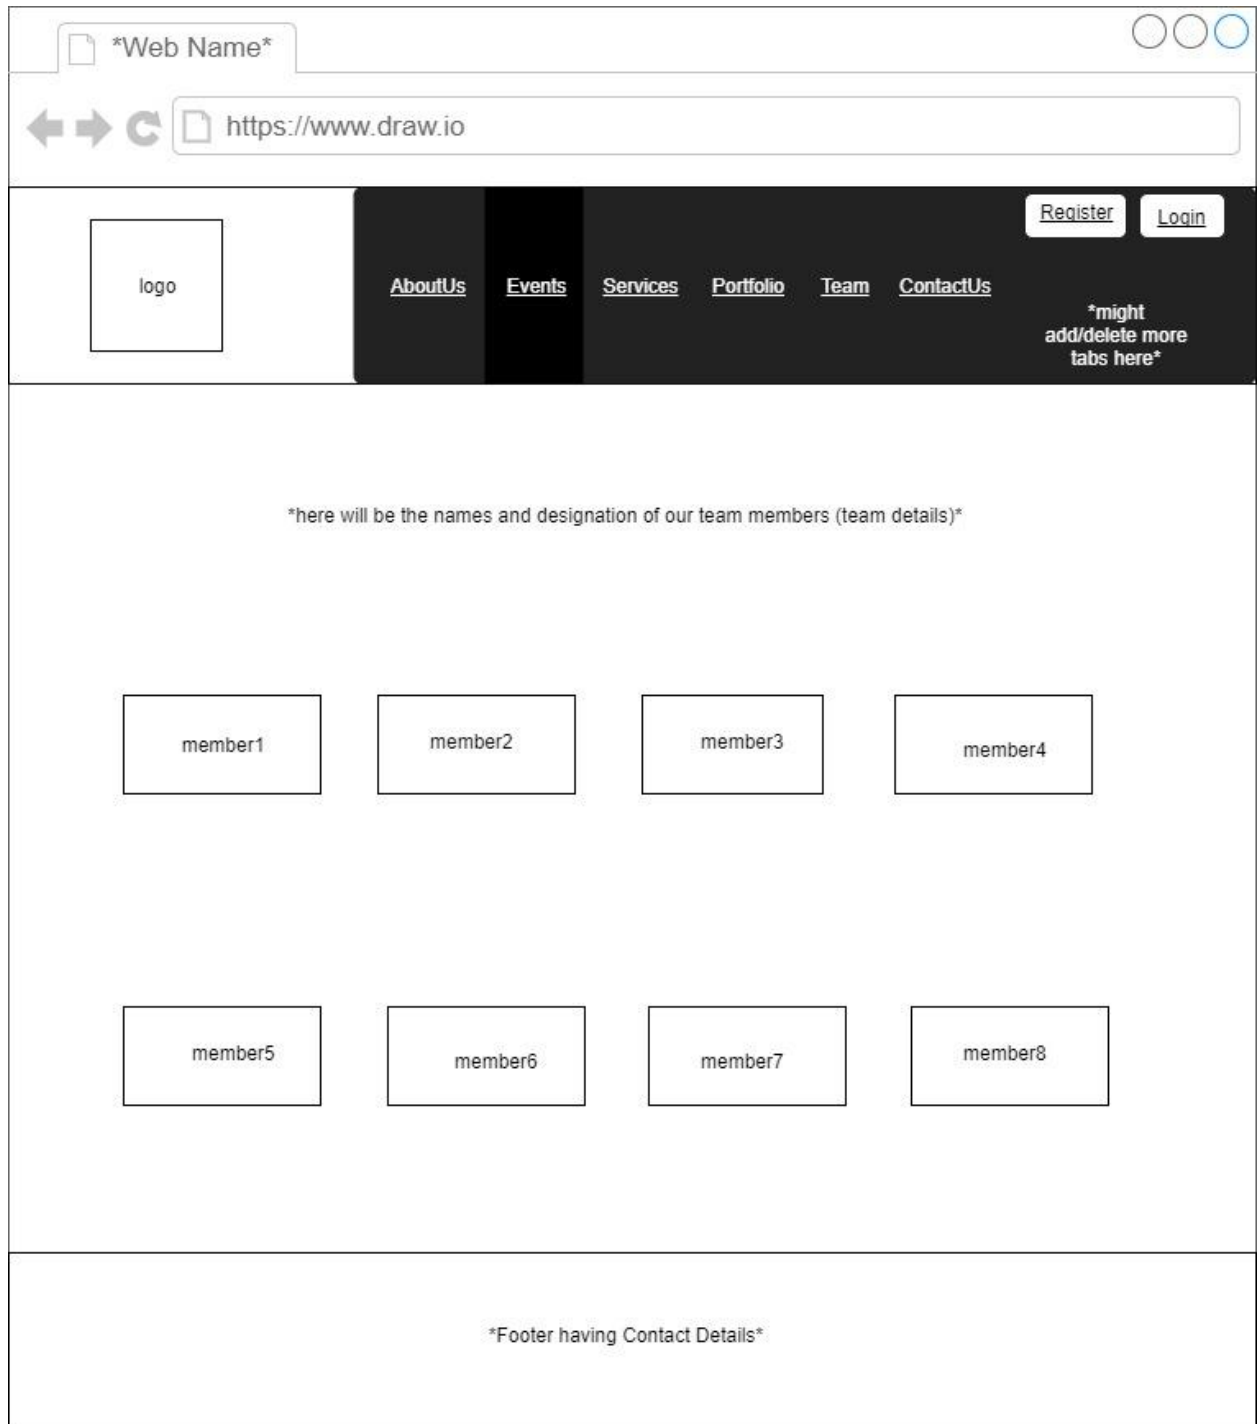 *Web Name*
https://www.draw.io
Register Login
logo
AboutUs Events Services Portfolio Team ContactUs
*might
add/delete more
tabs here*
*here will be the names and designation of our team members (team details)*
member1 member2 member3 member4
member5 member6 member7 member8
*Footer having Contact Details*